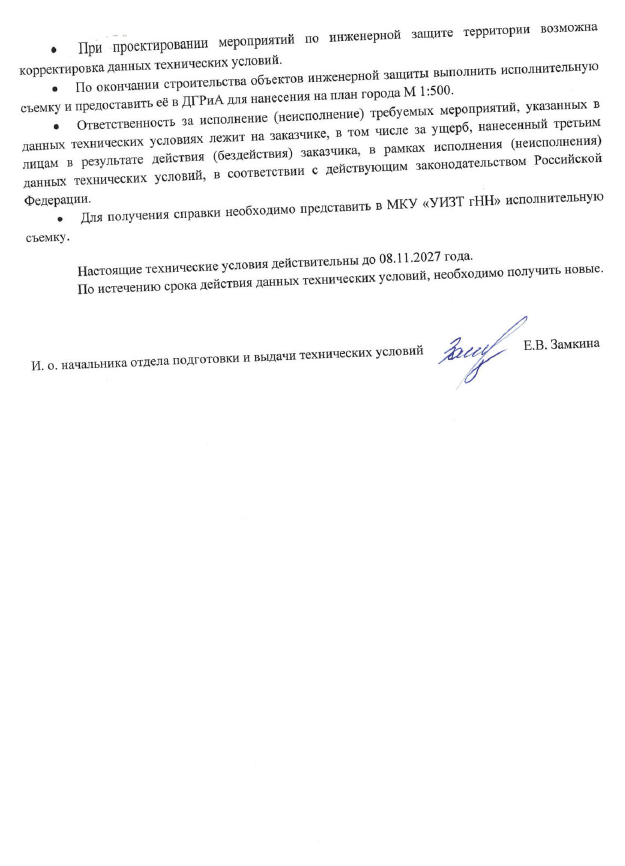 • При проектировании мероприятий по инженерной защите территории возможна
корректировка данных технических условий.
• По окончании строительства объектов инженерной защиты выполнить исполнительную
съемку и предоставить её в ДГРиА для нанесения на план города М 1:500.
• Ответственность за исполнение (неисполнение) требуемых мероприятий, указанных в
данных технических условиях лежит на заказчике, в том числе за ущерб, нанесенный третьим
лицам в результате действия (бездействия) заказчика, в рамках исполнения (неисполнения)
данных технических условий, в соответствии с действующим законодательством Российской
Федерации.
• Для получения справки необходимо представить в МКУ «УИЗТ гНН» исполнительную
съемку.
Настоящие технические условия действительны до 08.11.2027 года.
По истечению срока действия данных технических условий, необходимо получить новые.
И. о. начальника отдела подготовки и выдачи технических условий Е.В. Замкина